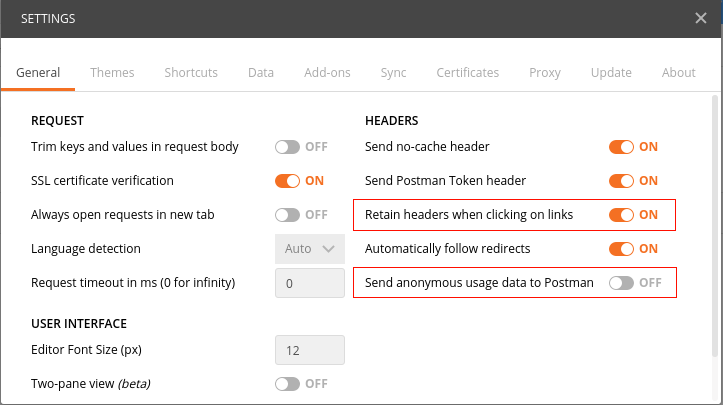 SETTINGS
General Themes Shortcuts Data Add-ons Sync Certificates Proxy Update About
REQUEST
Trim keys and values in request body OFF
SSL certificate verification ON
Always open requests in new tab OFF
Language detection Auto
Request timeout in ms (0 for infinity) 0
USER INTERFACE
Editor Font Size (px) 12
Two-pane view (beta) OFF
HEADERS
Send no-cache header ON
Send Postman Token header ON
Retain headers when clicking on links ON
Automatically follow redirects ON
Send anonymous usage data to Postman OFF